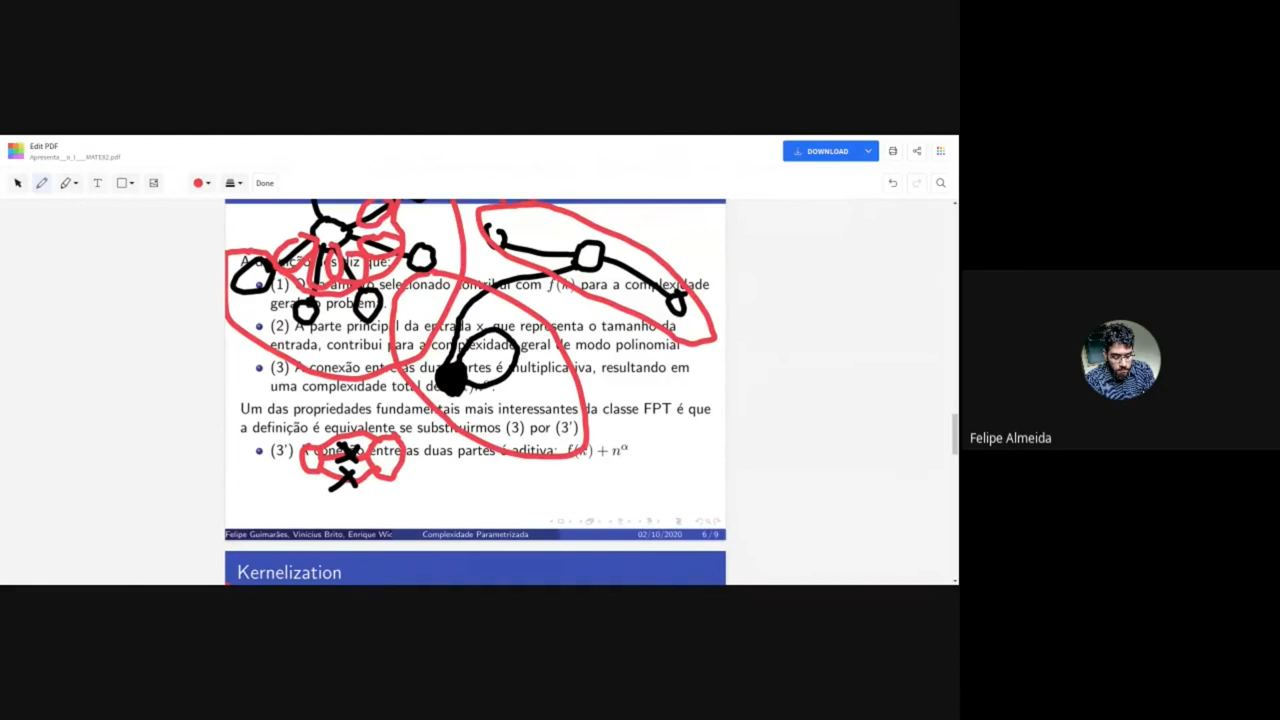 Edit PDF
Apresenta__o_1___MATE82.pdf
DOWNLOAD
T
Done
diz que:
(1) selecionado contribui com f(k) para a complexidade
geral do problema.
(2) A parte principal da entrada x, que representa o tamanho da
entrada, contribui para a complexidade geral de modo polinomial
(3) A conexão entre as duas partes é multiplicativa, resultando em
uma complexidade total de
Um das propriedades fundamentais mais interessantes da classe FPT é que
a definição é equivalente se substituirmos (3) por (3')
(3') A conexão entre as duas partes é aditiva: f(k) + n^α
Felipe Guimarães, Vinícius Brito, Enrique Wic
Complexidade Parametrizada
02/10/2020
6 / 9
Kernelization
Felipe Almeida